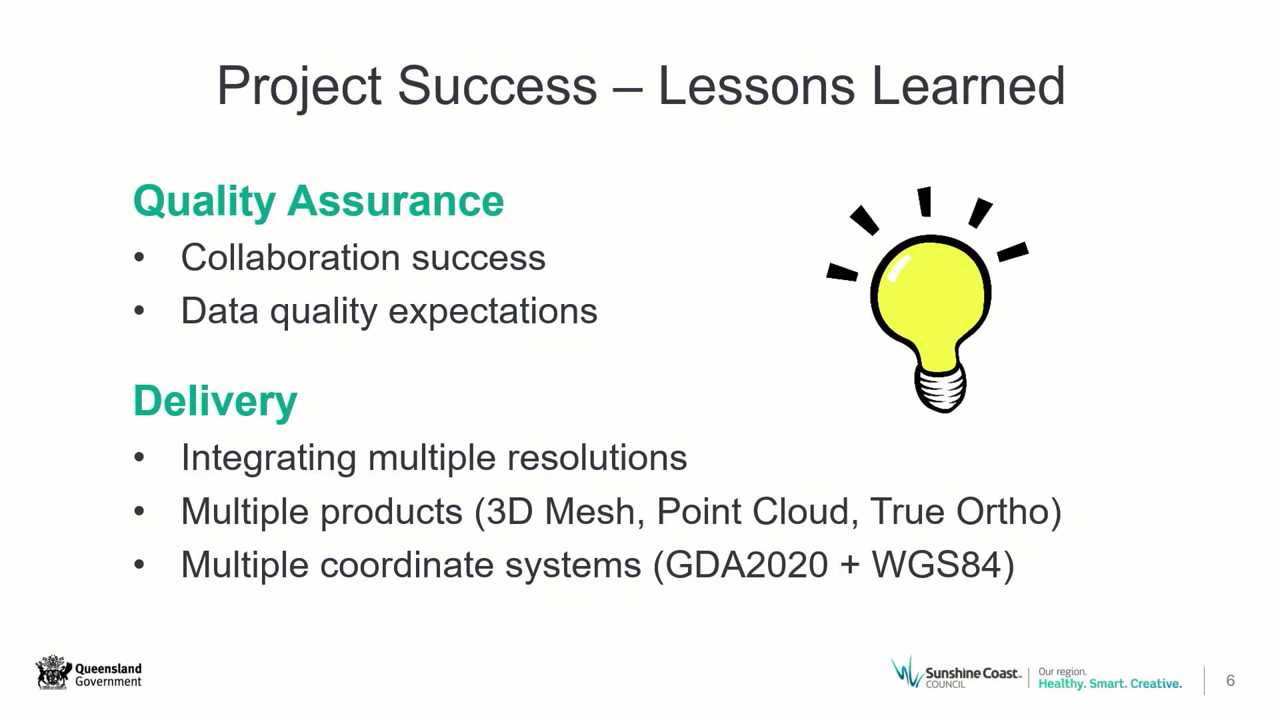 Project Success – Lessons Learned
Quality Assurance
• Collaboration success
• Data quality expectations
Delivery
• Integrating multiple resolutions
• Multiple products (3D Mesh, Point Cloud, True Ortho)
• Multiple coordinate systems (GDA2020 + WGS84)
Queensland
Government
Sunshine Coast™
COUNCIL
Our region.
Healthy. Smart. Creative.
6